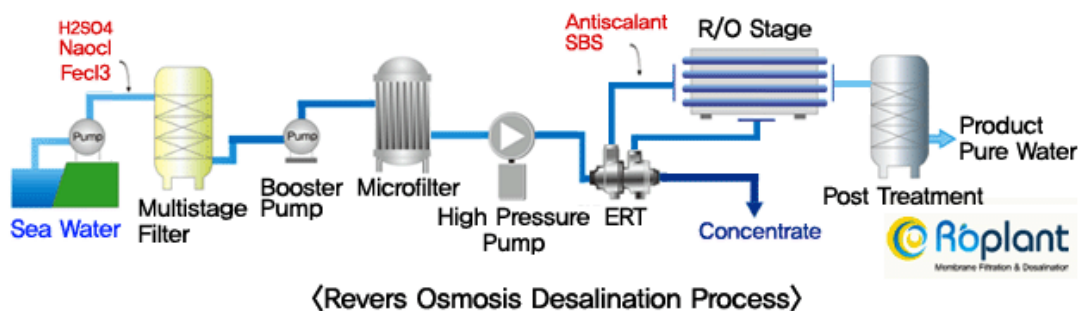 H2SO4
Naocl
Fecl3
Pump
Sea Water
Multistage
Filter
Pump
Booster
Pump
Microfilter
High Pressure
Pump
Antiscalant
SBS
ERT
R/O Stage
Concentrate
Post Treatment
Product
Pure Water
Roplant
Membrane Filtration & Desalination
〈Revers Osmosis Desalination Process〉